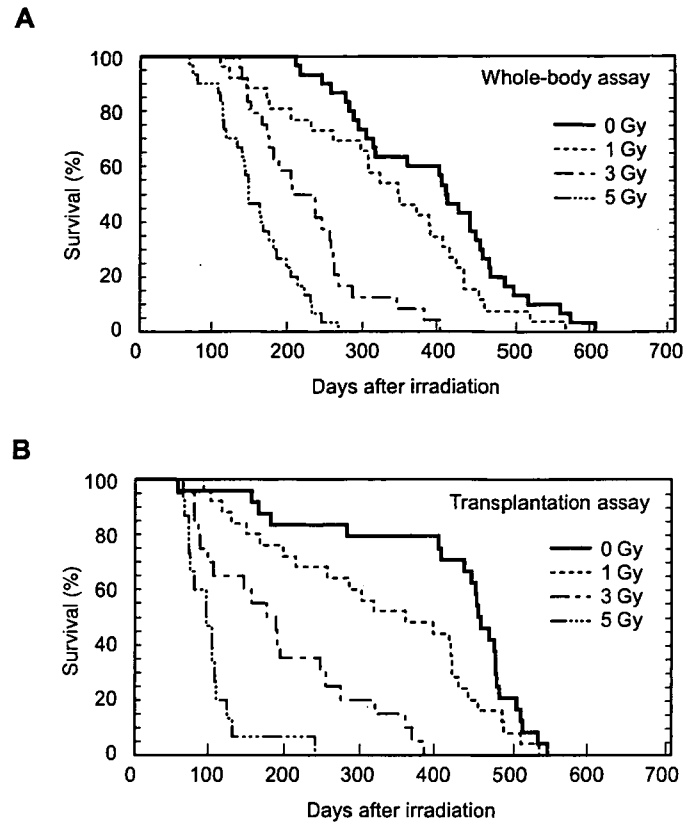 A
Whole-body assay
0 Gy
1 Gy
3 Gy
5 Gy
Survival (%)
100
80
60
40
20
0
0 100 200 300 400 500 600 700
Days after irradiation
B
Transplantation assay
0 Gy
1 Gy
3 Gy
5 Gy
Survival (%)
100
80
60
40
20
0
0 100 200 300 400 500 600 700
Days after irradiation